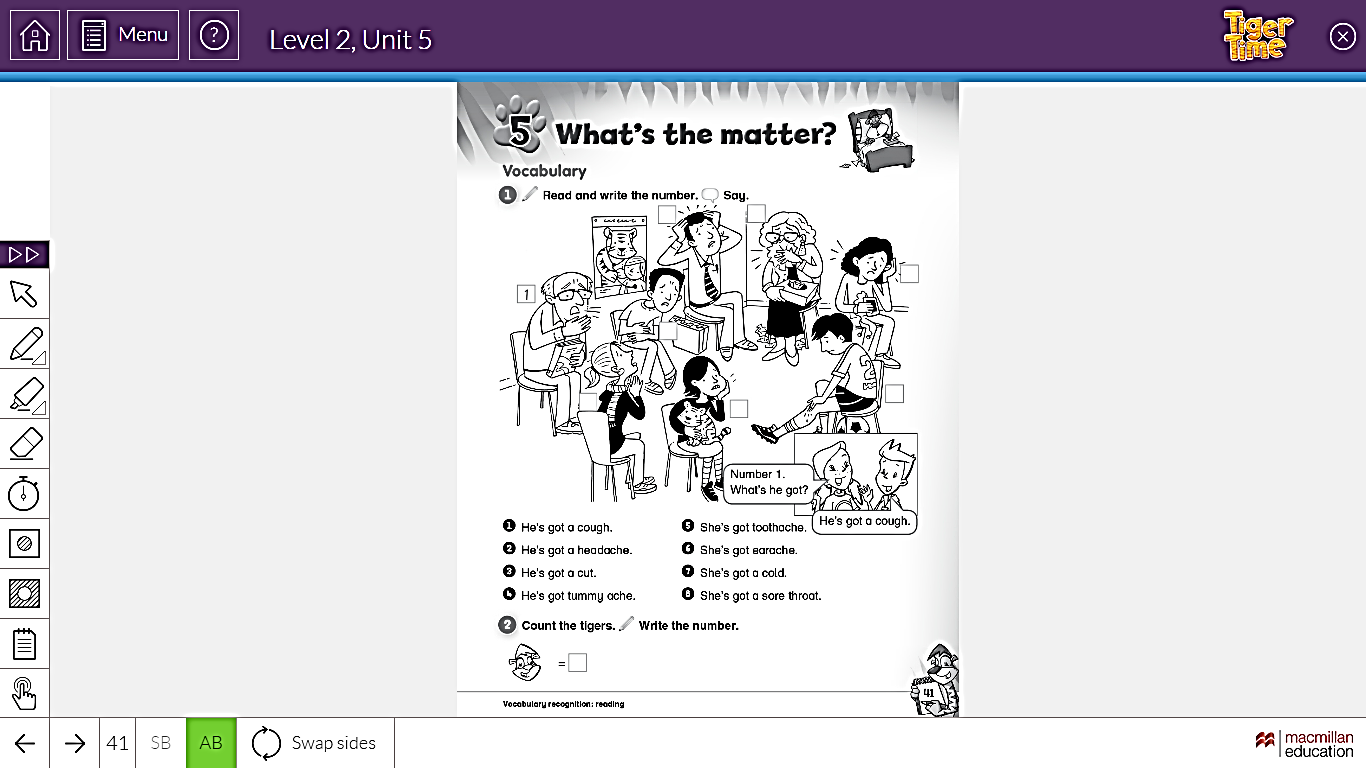 Menu
?
Level 2, Unit 5
Tiger
Time
5 What's the matter?
Vocabulary
1 Read and write the number. Say.
1
2
Number 1.
What's he got?
He's got a cough.
1 He's got a cough.
2 He's got a headache.
3 He's got a cut.
4 He's got tummy ache.
5 She's got toothache.
6 She's got earache.
7 She's got a cold.
8 She's got a sore throat.
2 Count the tigers. Write the number.
=
41
Vocabulary recognition: reading
41
SB
AB
Swap sides
macmillan
education